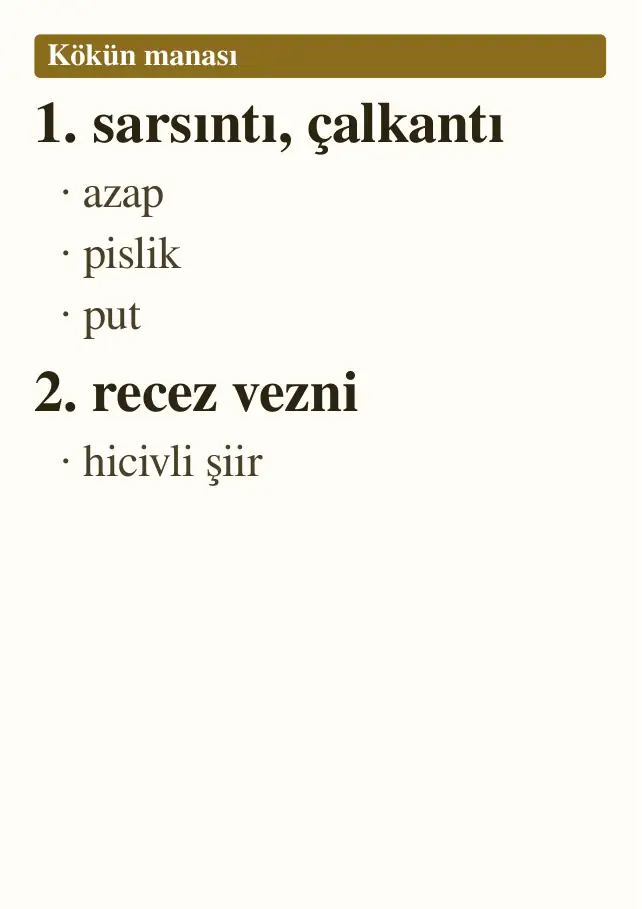 Kökün manası
1. sarsıntı, çalkantı
· azap
· pislik
· put
2. recez vezni
· hicivli şiir